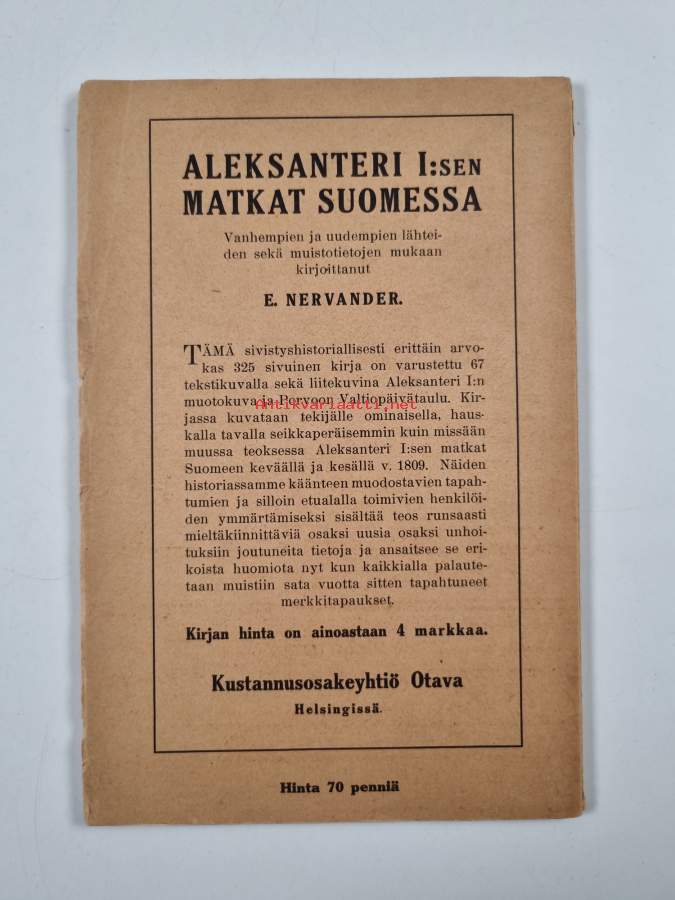 ALEKSANTERI I:SEN
MATKAT SUOMESSA
Vanhempien ja uudempien lähtei-
den sekä muistotietojen mukaan
kirjoittanut
E. NERVANDER.
TÄMÄ sivistyshistoriallisesti erittäin arvo-
kas 325 sivuinen kirja on varustettu 67
tekstikuvalla sekä liitekuvina Aleksanteri I:n
muotokuva ja Porvoon Valtiopäivätaulu. Kir-
Antikvariaatti.net
jassa kuvataan tekijälle ominaisella, haus-
kalla tavalla seikkaperäisemmin kuin missään
muussa teoksessa Aleksanteri I:sen matkat
Suomeen keväällä ja kesällä v. 1809. Näiden
historiassamme käänteen muodostavien tapah-
tumien ja silloin etualalla toimivien henkilöi-
den ymmärtämiseksi sisältää teos runsaasti
mieltäkiinnittäviä osaksi uusia osaksi unhoi-
tuksiin joutuneita tietoja ja ansaitsee se eri-
koista huomiota nyt kun kaikkialla palaute-
taan muistiin sata vuotta sitten tapahtuneet
merkkitapaukset.
Kirjan hinta on ainoastaan 4 markkaa.
Kustannusosakeyhtiö Otava
Helsingissä.
Hinta 70 penniä